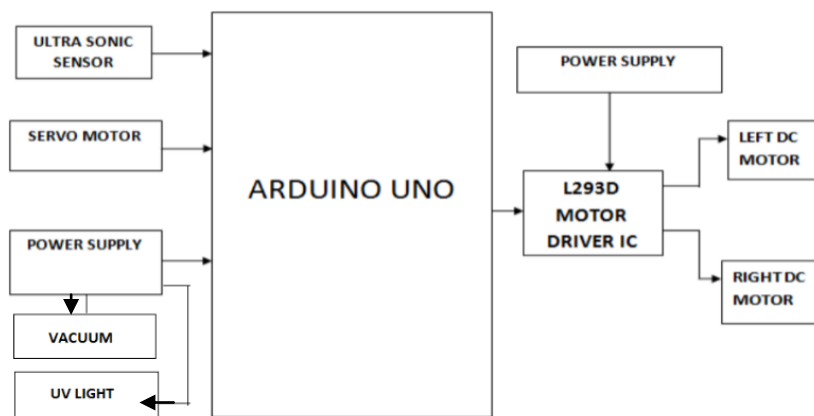 ULTRA SONIC
SENSOR
SERVO MOTOR
POWER SUPPLY
VACUUM
UV LIGHT
ARDUINO UNO
POWER SUPPLY
L293D
MOTOR
DRIVER IC
LEFT DC
MOTOR
RIGHT DC
MOTOR